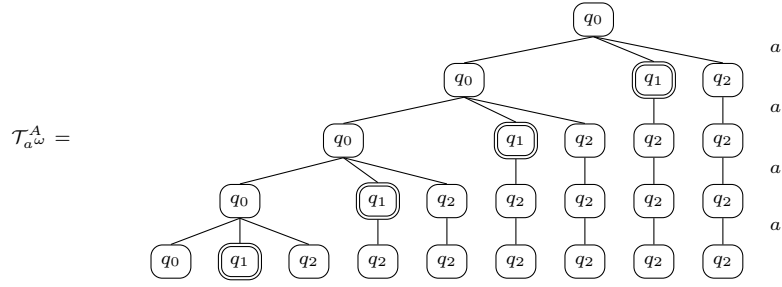 q₀
a
q₀ q₁ q₂
a
𝒯ᴬ_{a^ω} = q₀ q₁ q₂ q₂ q₂
a
q₀ q₁ q₂ q₂ q₂ q₂ q₂
a
q₀ q₁ q₂ q₂ q₂ q₂ q₂ q₂ q₂